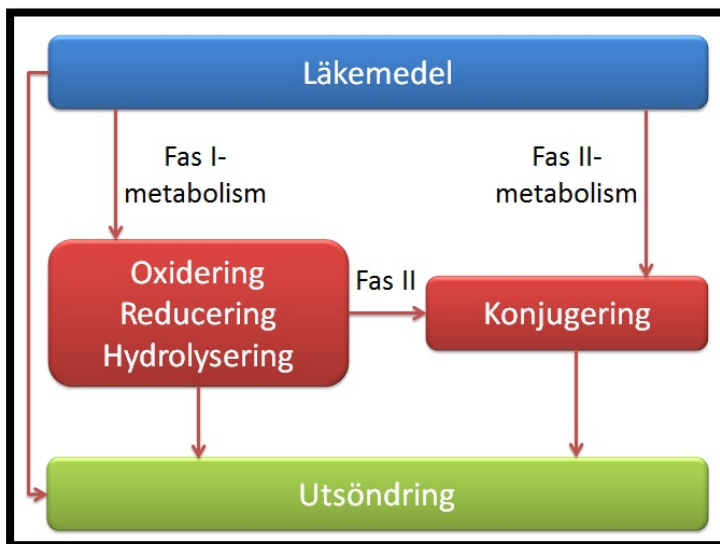 Läkemedel
Fas I-
metabolism
Fas II-
metabolism
Oxidering
Reducering
Hydrolysering
Fas II
Konjugering
Utsöndring